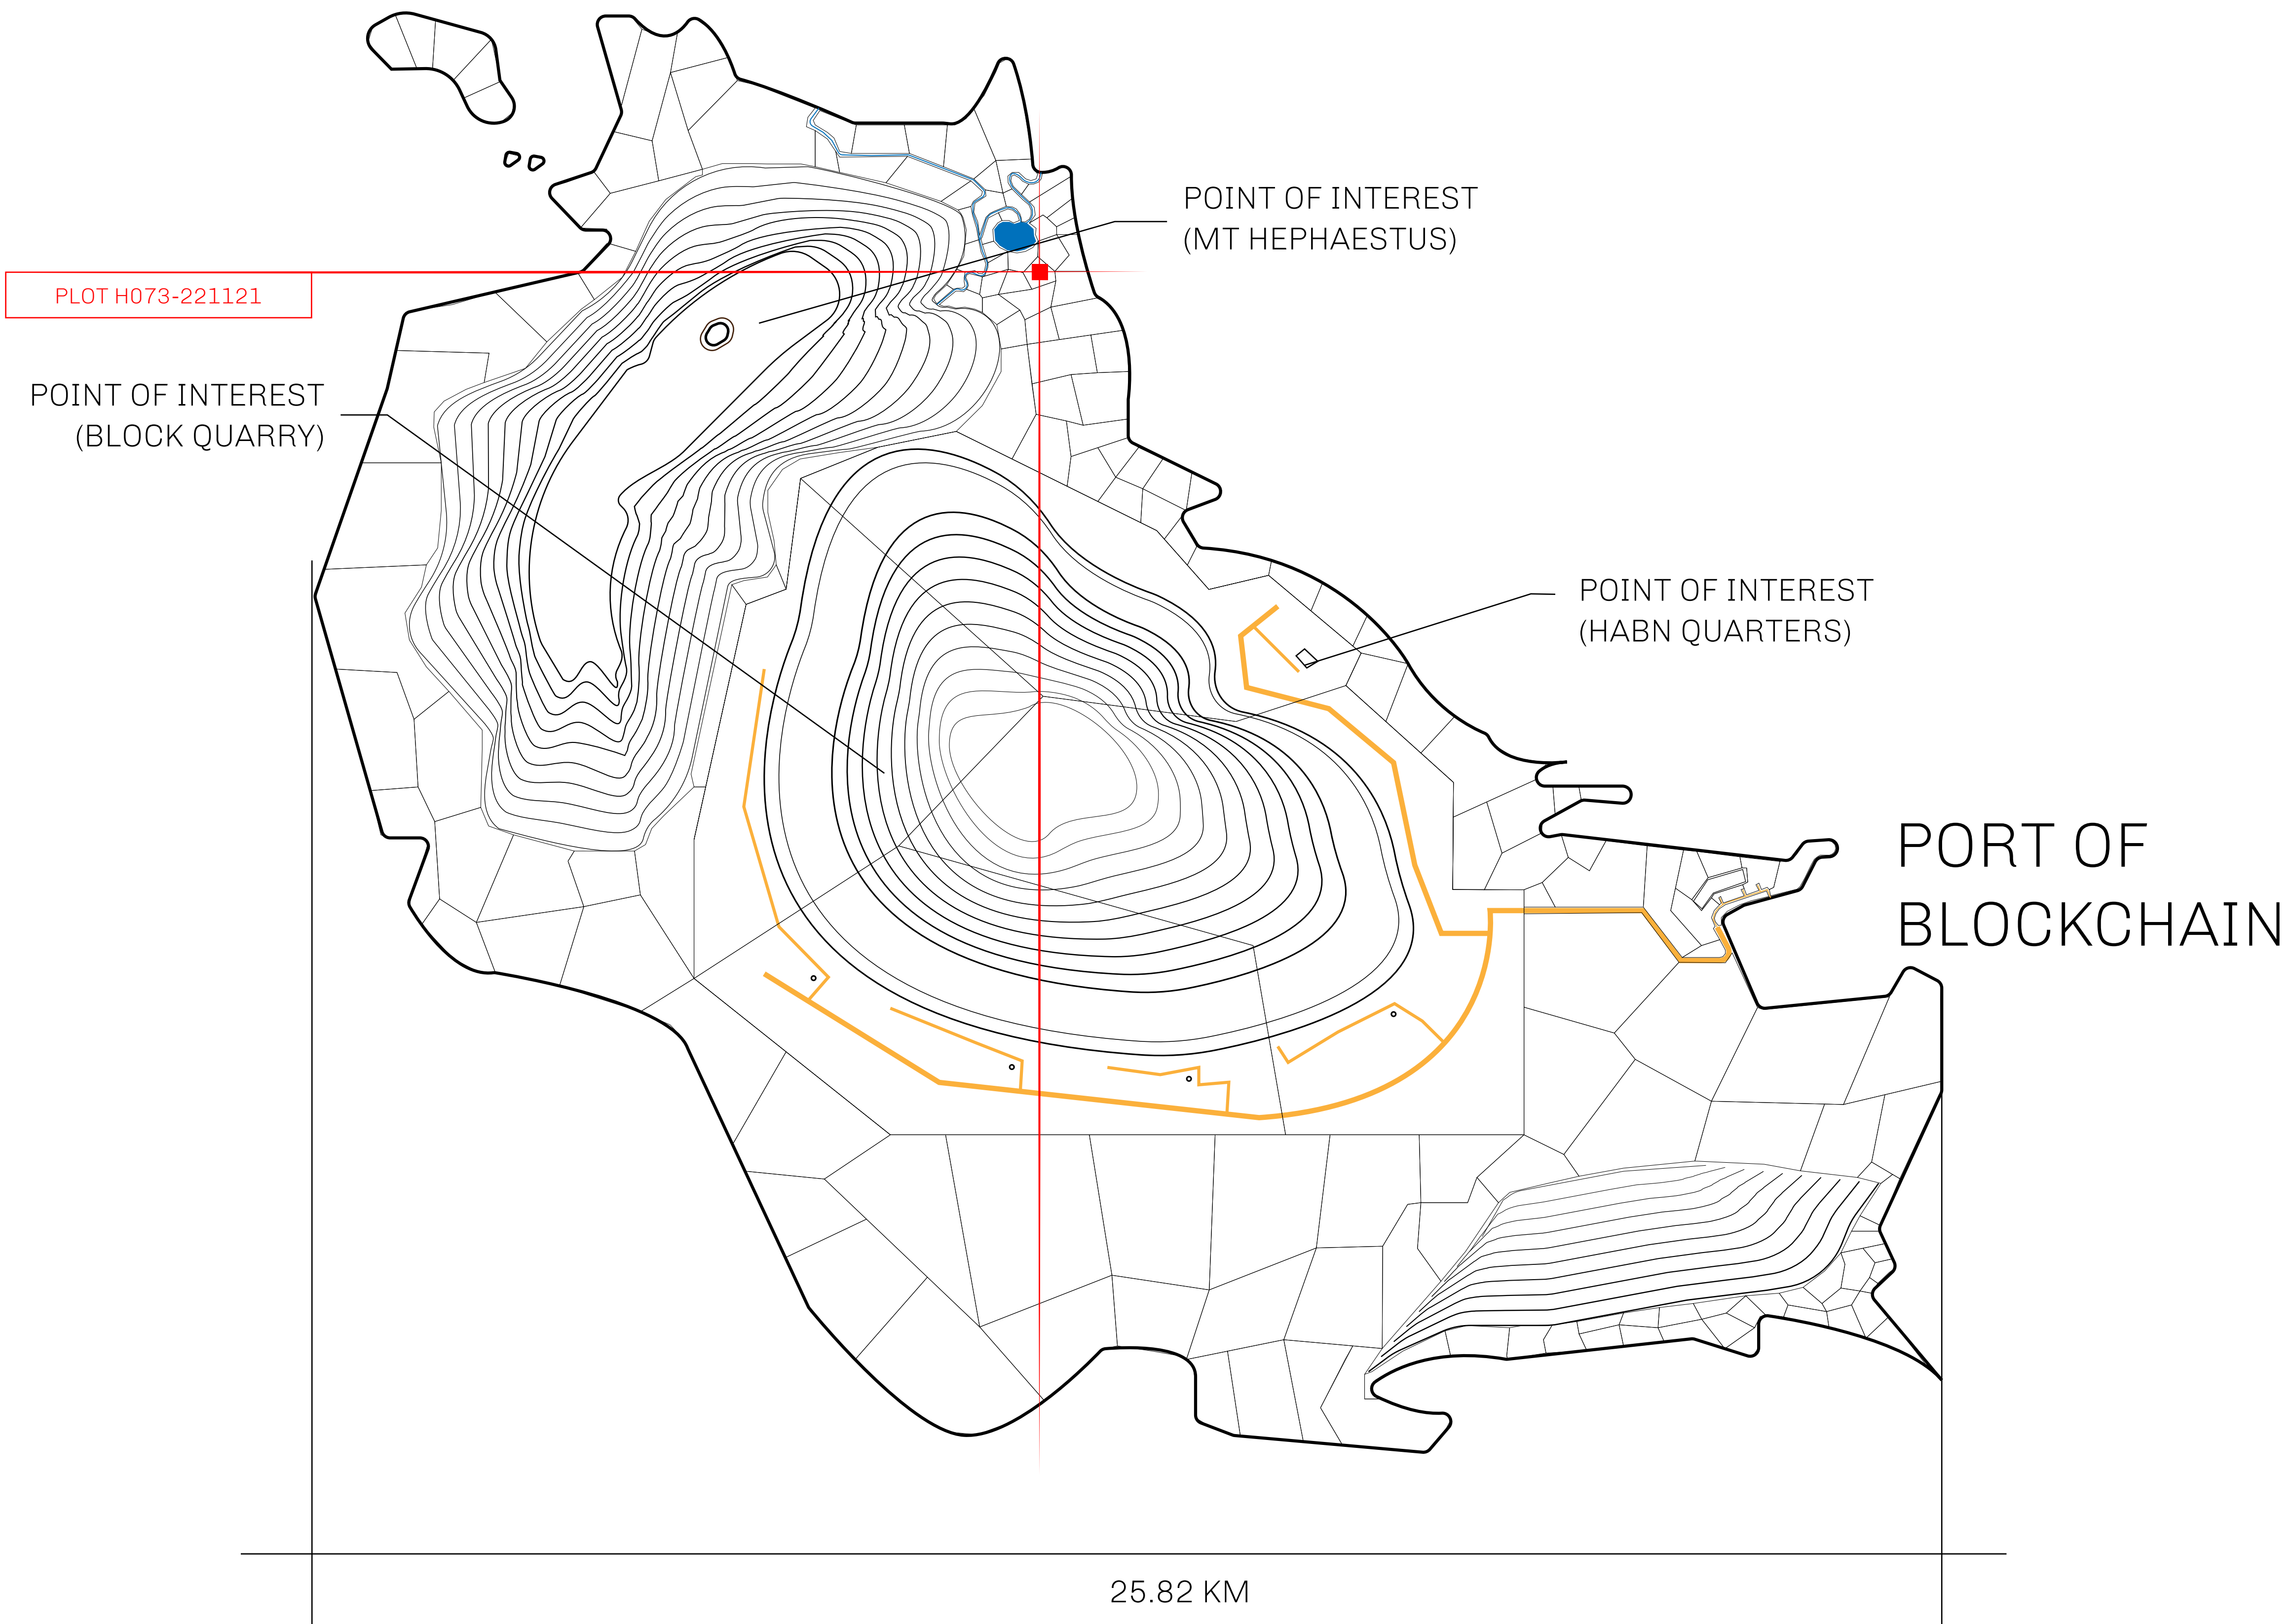 POINT OF INTEREST
(MT HEPHAESTUS)
PLOT H073-221121
POINT OF INTEREST
(BLOCK QUARRY)
POINT OF INTEREST
(HABN QUARTERS)
PORT OF
BLOCKCHAIN
25.82 KM